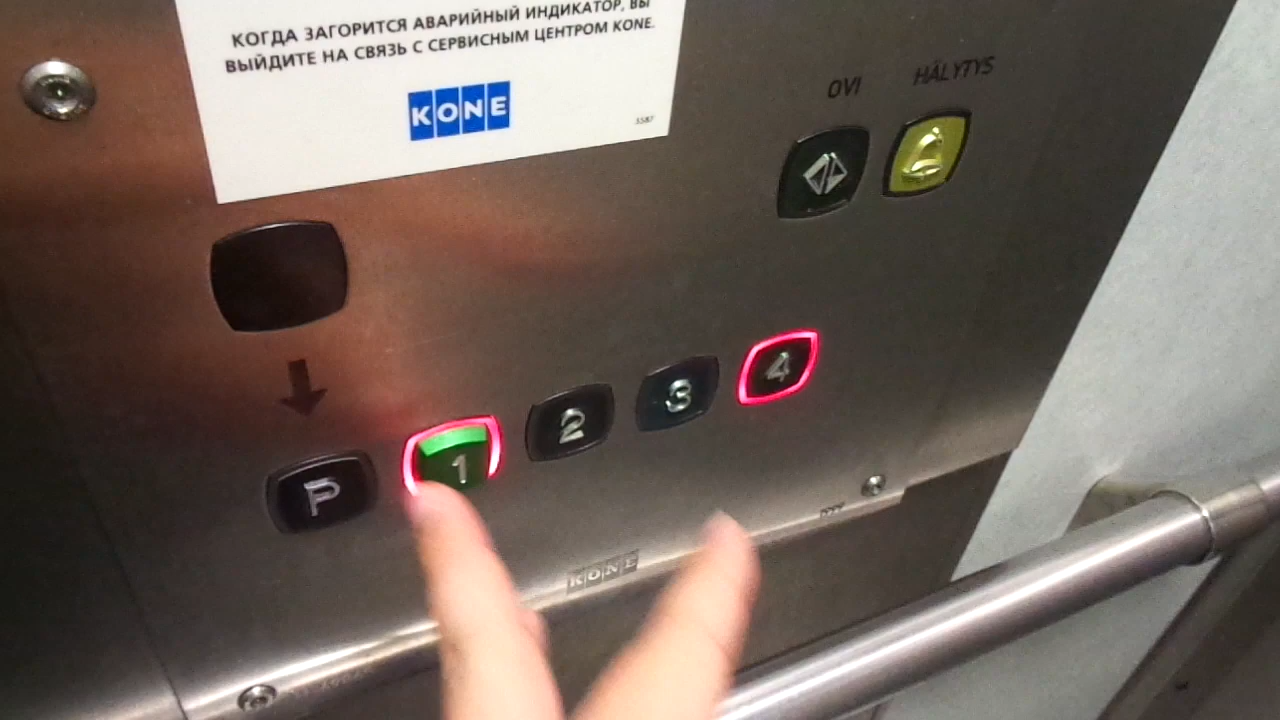 КОГДА ЗАГОРИТСЯ АВАРИЙНЫЙ ИНДИКАТОР, ВЫ
ВЫЙДИТЕ НА СВЯЗЬ С СЕРВИСНЫМ ЦЕНТРОМ KONE.
KONE
3587
OVI HÄLYTYS
P 1 2 3 4
KONE